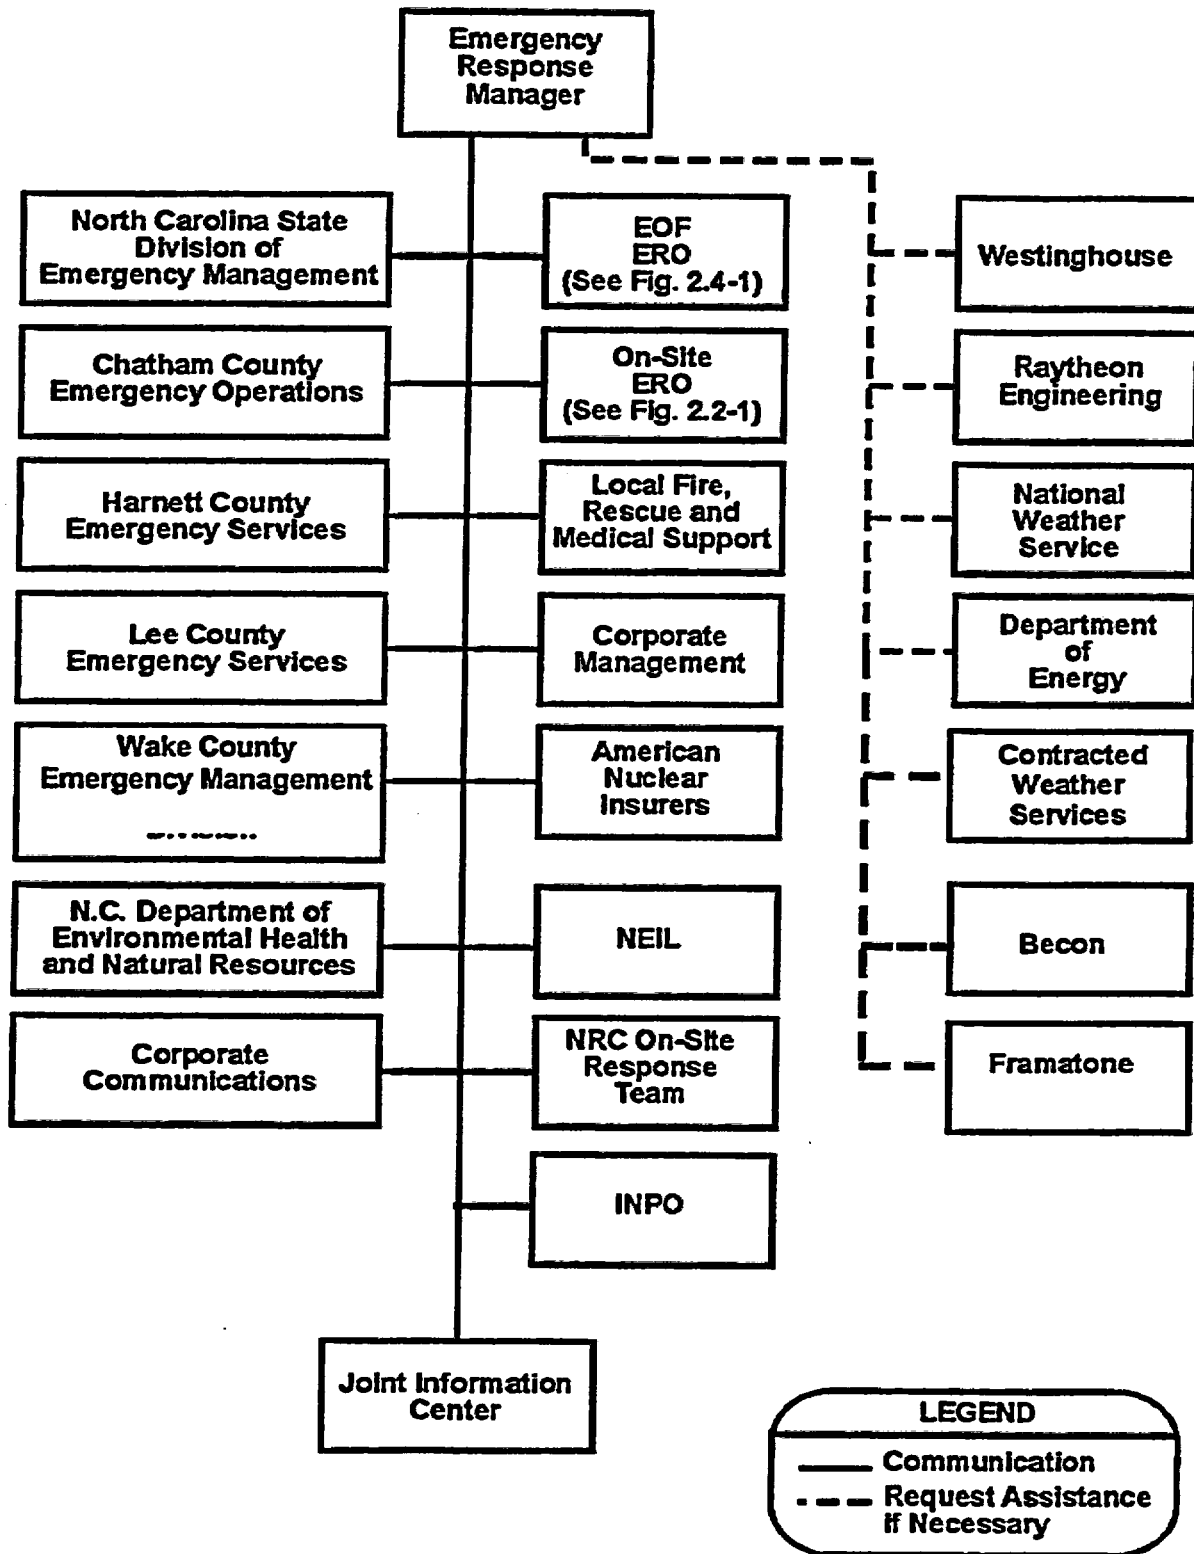 Emergency
Response
Manager
North Carolina State
Division of
Emergency Management
EOF
ERO
(See Fig. 2.4-1)
Westinghouse
Chatham County
Emergency Operations
On-Site
ERO
(See Fig. 2.2-1)
Raytheon
Engineering
Harnett County
Emergency Services
Local Fire,
Rescue and
Medical Support
National
Weather
Service
Lee County
Emergency Services
Corporate
Management
Department
of
Energy
Wake County
Emergency Management
American
Nuclear
Insurers
Contracted
Weather
Services
N.C. Department of
Environmental Health
and Natural Resources
NEIL
Becon
Corporate
Communications
NRC On-Site
Response
Team
Framatone
INPO
Joint Information
Center
LEGEND
Communication
Request Assistance
if Necessary